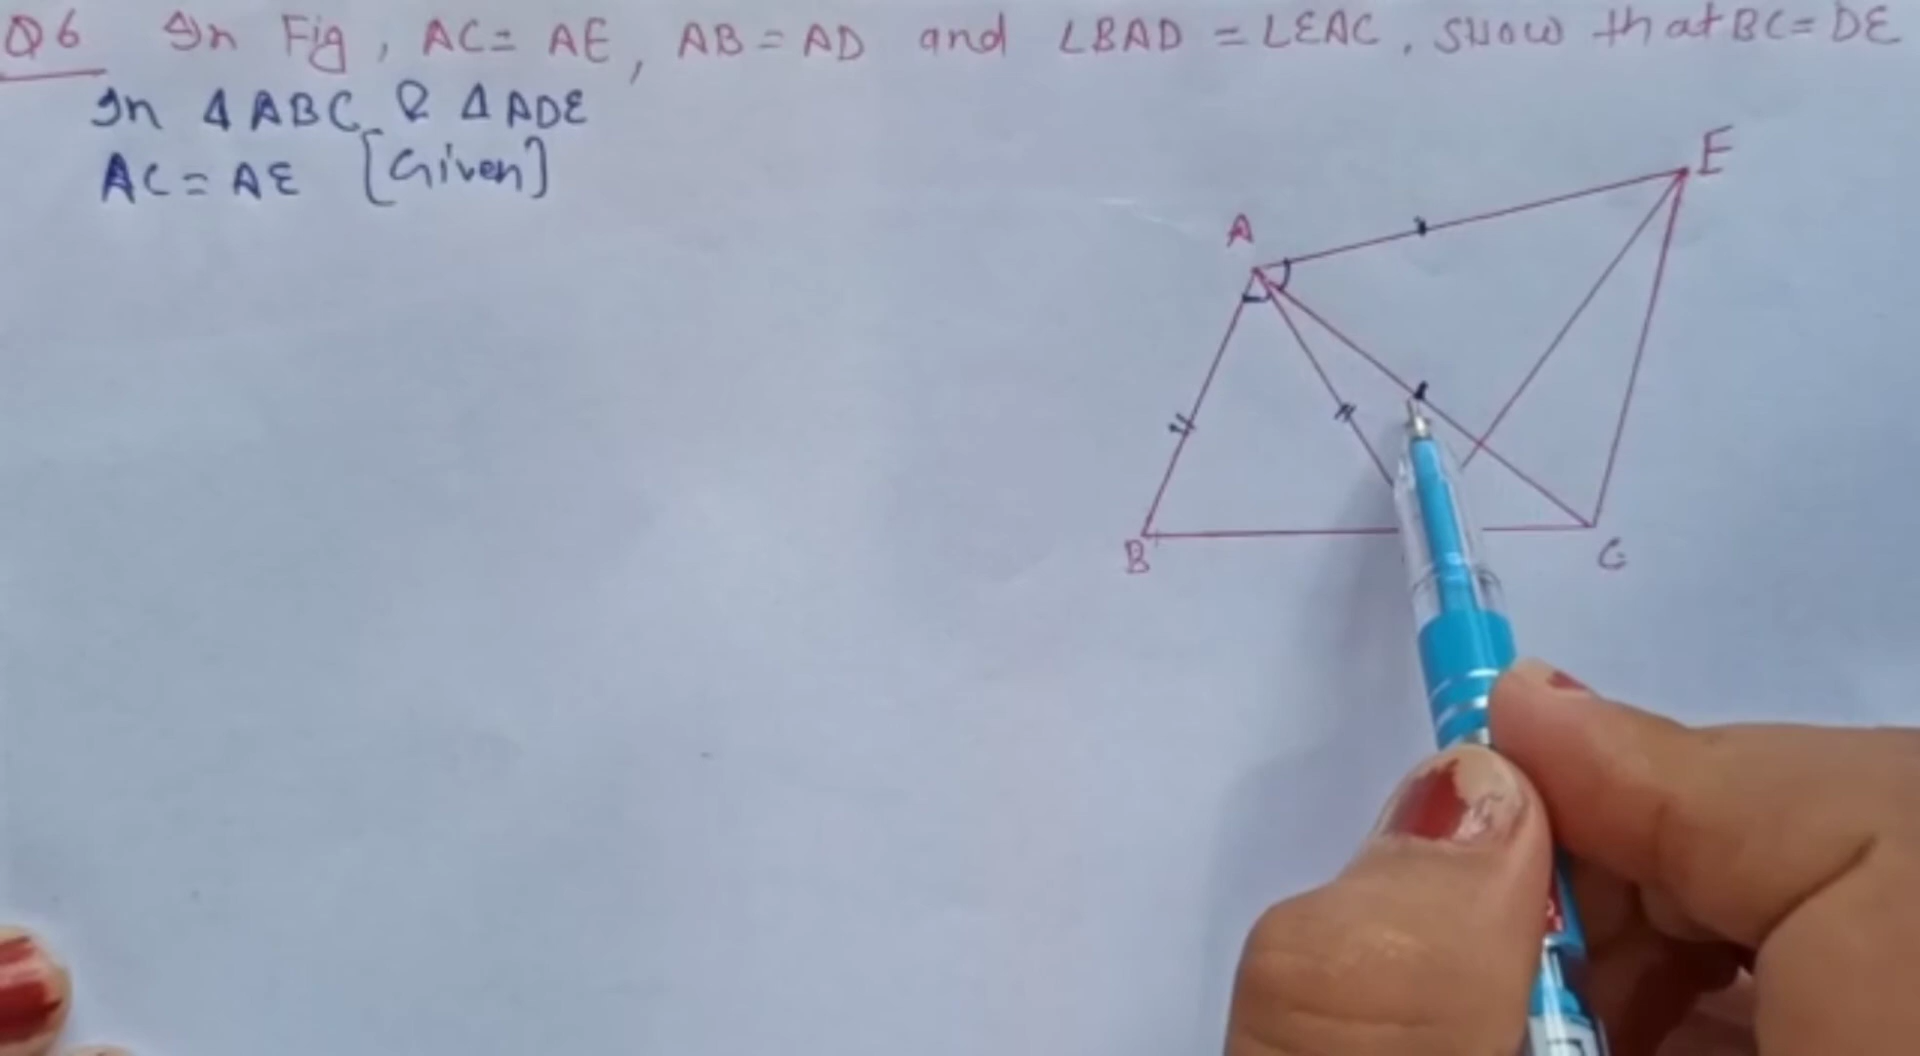 Q6 In Fig, AC = AE, AB = AD and ∠BAD = ∠EAC. Show that BC = DE
In Δ ABC & Δ ADE
AC = AE [Given]
E
A
B
C